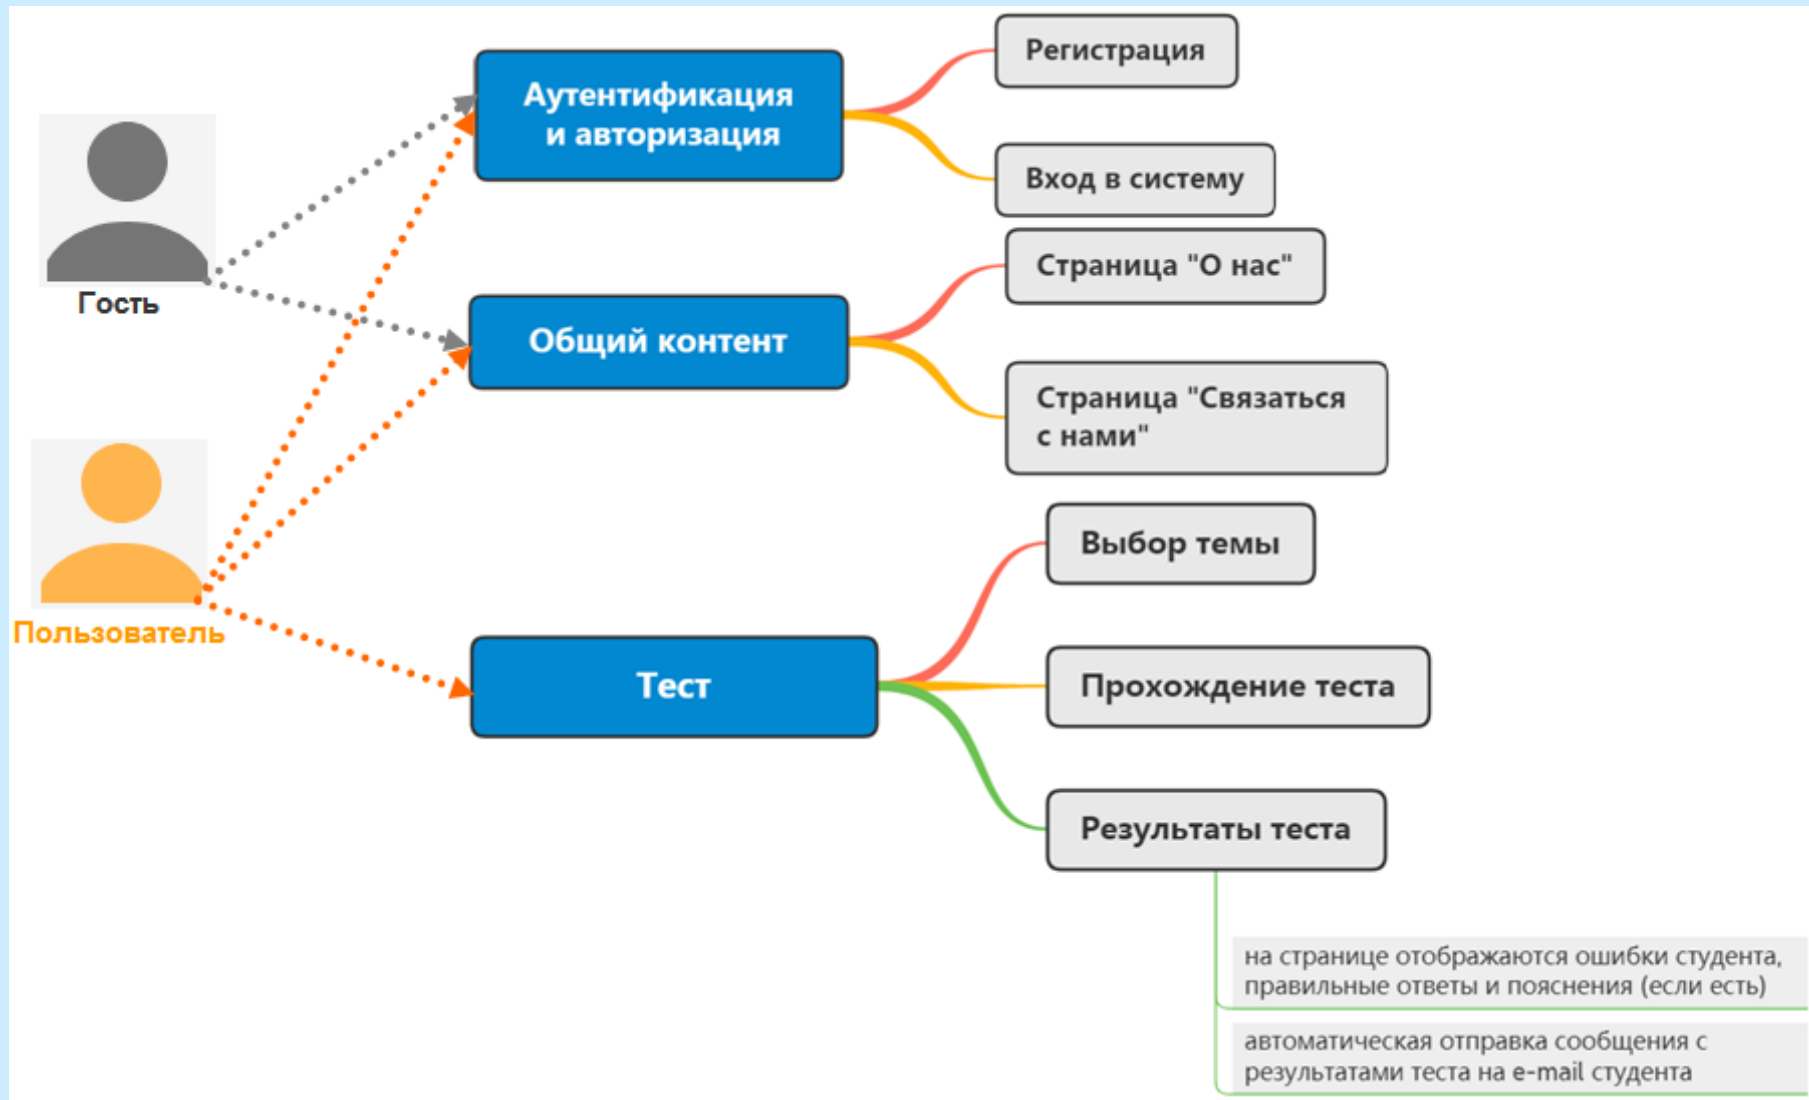 Гость
Пользователь
Аутентификация
и авторизация
Регистрация
Вход в систему
Общий контент
Страница "О нас"
Страница "Связаться
с нами"
Тест
Выбор темы
Прохождение теста
Результаты теста
на странице отображаются ошибки студента,
правильные ответы и пояснения (если есть)
автоматическая отправка сообщения с
результатами теста на e-mail студента